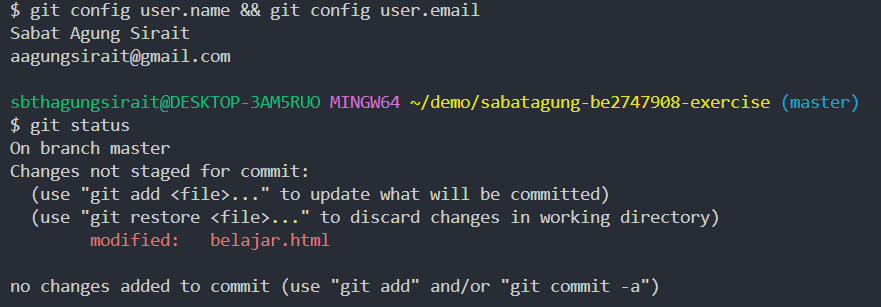 $ git config user.name && git config user.email
Sabat Agung Sirait
aagungsirait@gmail.com
sbthagungsirait@DESKTOP-3AM5RUO MINGW64 ~/demo/sabatagung-be2747908-exercise (master)
$ git status
On branch master
Changes not staged for commit:
  (use "git add <file>..." to update what will be committed)
  (use "git restore <file>..." to discard changes in working directory)
        modified:   belajar.html
no changes added to commit (use "git add" and/or "git commit -a")